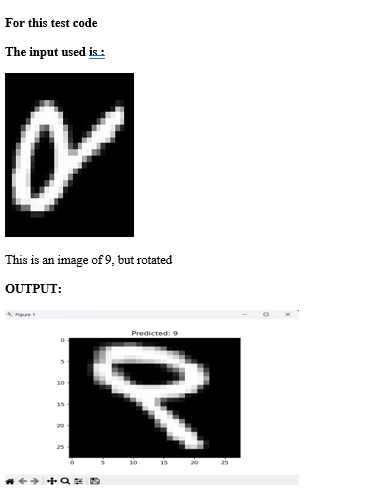 For this test code
The input used is :
This is an image of 9, but rotated
OUTPUT:
Figure 1
Predicted: 9
0
5
10
15
20
25
0 5 10 15 20 25